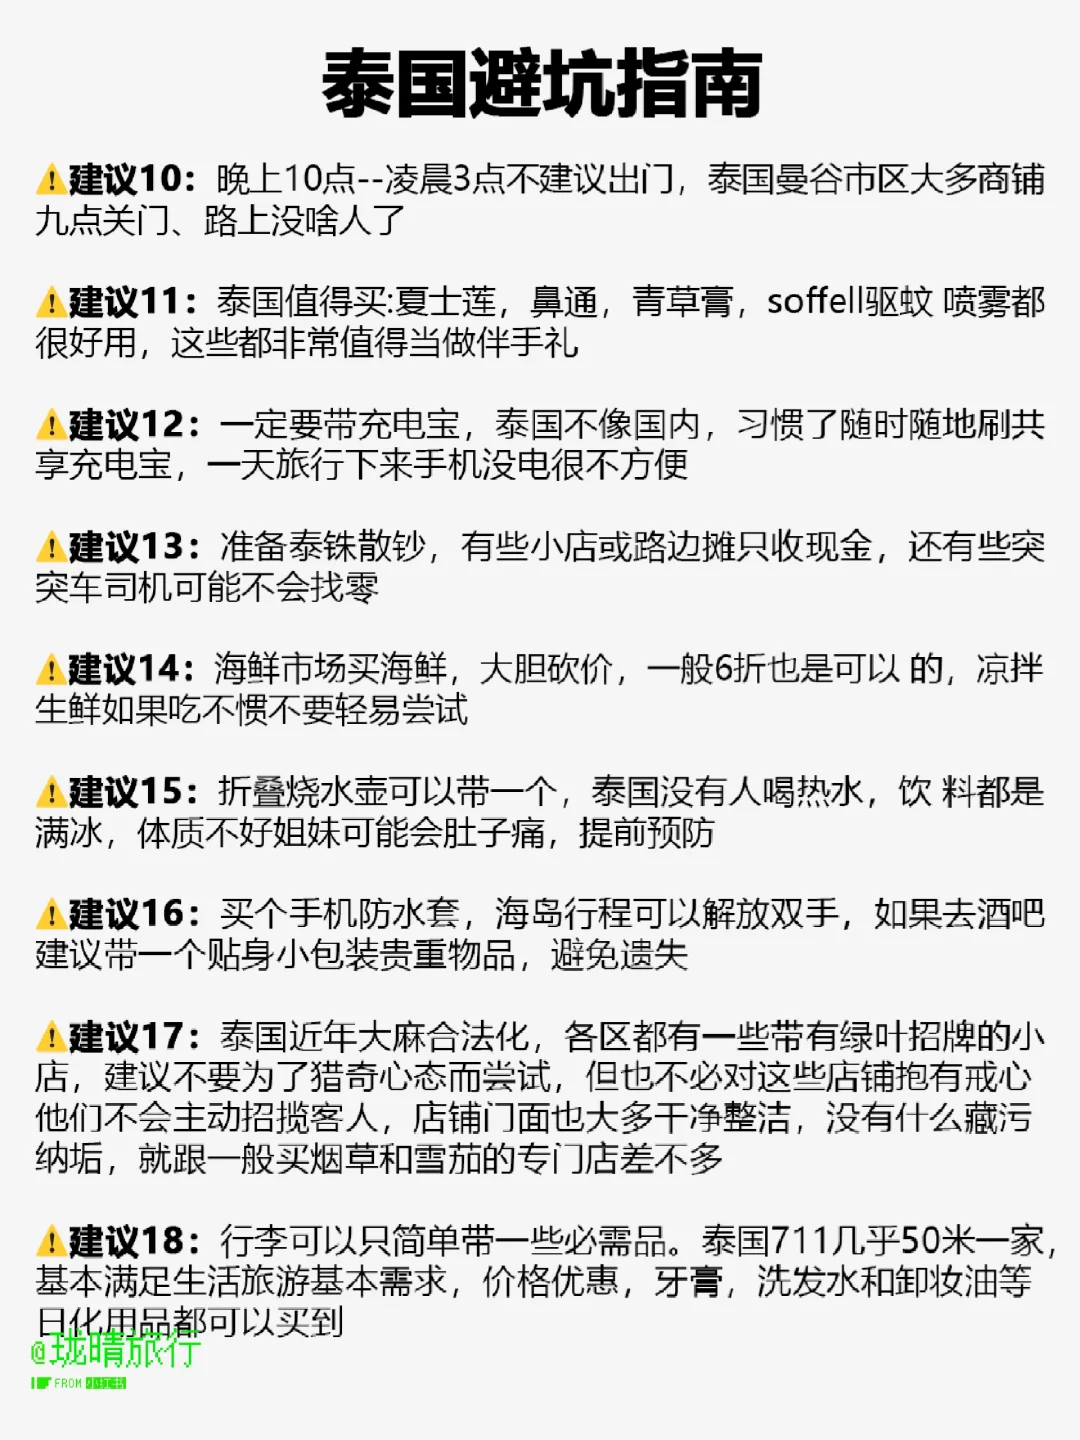 泰国避坑指南
⚠建议10：晚上10点--凌晨3点不建议出门，泰国曼谷市区大多商铺
九点关门、路上没啥人了
⚠建议11：泰国值得买:夏士莲，鼻通，青草膏，soffell驱蚊 喷雾都
很好用，这些都非常值得当做伴手礼
⚠建议12：一定要带充电宝，泰国不像国内，习惯了随时随地刷共
享充电宝，一天旅行下来手机没电很不方便
⚠建议13：准备泰铢散钞，有些小店或路边摊只收现金，还有些突
突车司机可能不会找零
⚠建议14：海鲜市场买海鲜，大胆砍价，一般6折也是可以 的，凉拌
生鲜如果吃不惯不要轻易尝试
⚠建议15：折叠烧水壶可以带一个，泰国没有人喝热水，饮 料都是
满冰，体质不好姐妹可能会肚子痛，提前预防
⚠建议16：买个手机防水套，海岛行程可以解放双手，如果去酒吧
建议带一个贴身小包装贵重物品，避免遗失
⚠建议17：泰国近年大麻合法化，各区都有一些带有绿叶招牌的小
店，建议不要为了猎奇心态而尝试，但也不必对这些店铺抱有戒心
他们不会主动招揽客人，店铺门面也大多干净整洁，没有什么藏污
纳垢，就跟一般买烟草和雪茄的专门店差不多
⚠建议18：行李可以只简单带一些必需品。泰国711几乎50米一家，
基本满足生活旅游基本需求，价格优惠，牙膏，洗发水和卸妆油等
日化用品都可以买到
@珑晴旅行
FROM 小红书